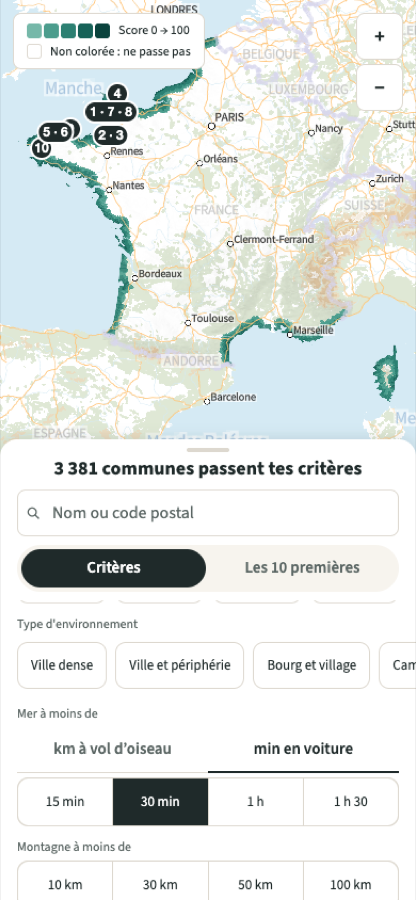 LONDRES
Score 0 → 100
Non colorée : ne passe pas
+
−
BELGIQUE
Manche
LUXEMBOURG
4
1 · 7 · 8
PARIS
5 · 6
2 · 3
Nancy
Stutt
10
Rennes
Orléans
Zurich
Nantes
SUISSE
FRANCE
Clermont-Ferrand
Bordeaux
Toulouse
Marseille
ANDORRE
Barcelone
ESPAGNE
Me
3 381 communes passent tes critères
Nom ou code postal
Critères
Les 10 premières
Type d'environnement
Ville dense
Ville et périphérie
Bourg et village
Cam
Mer à moins de
km à vol d’oiseau
min en voiture
15 min
30 min
1 h
1 h 30
Montagne à moins de
10 km
30 km
50 km
100 km